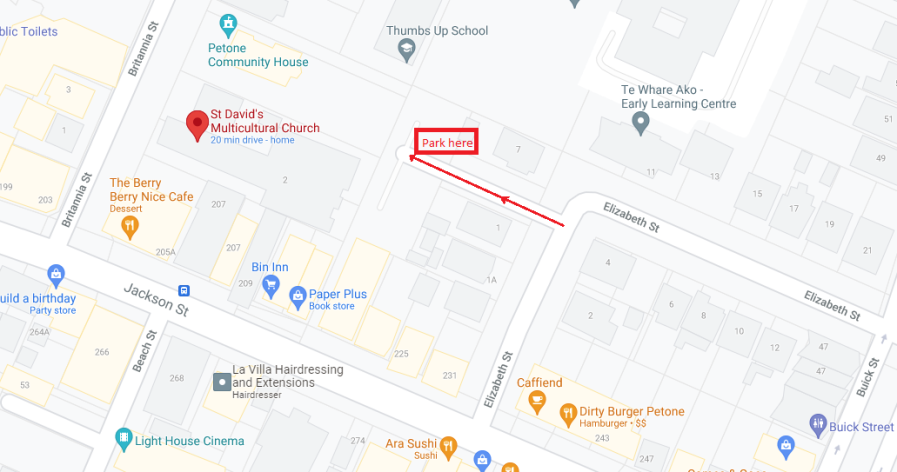 Thumbs Up School
blic Toilets
Britannia St
Petone
Community House
Te Whare Ako -
Early Learning Centre
51
3
1
St David's
Multicultural Church
20 min drive - home
Park here
7
49
11
13
15
17
19
21
2
199
203
Britannia St
The Berry
Berry Nice Cafe
Dessert
207
205A
207
209
Elizabeth St
1
1A
4
Bin Inn
Paper Plus
Book store
uild a birthday
Party store
Jackson St
Elizabeth St
264A
266
Beach St
2
6
8
10
12
47
47
Buick St
225
231
Elizabeth St
53
268
La Villa Hairdressing
and Extensions
Hairdresser
Caffiend
Dirty Burger Petone
Hamburger • $$
243
247
Buick Street
Light House Cinema
274
Ara Sushi
Sushi